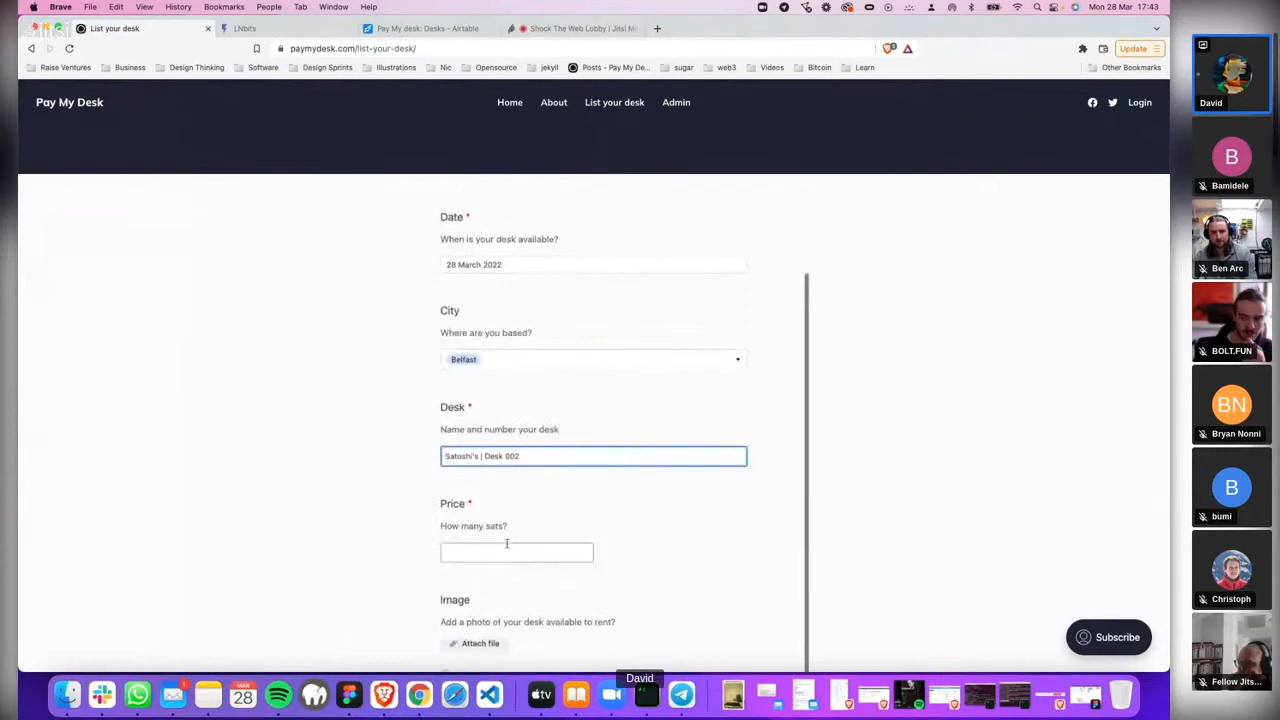 Brave File Edit View History Bookmarks Profiles Tab Window Help
Mon 28 Mar 17:43
List your desk
LNbits
Pay My desk: Desks - Airtable
Shock The Web Lobby | Jitsi Me
paymydesk.com/list-your-desk/
Update
Raise Ventures Business Design Thinking Software Design Sprints Illustrations Nic Opensource jekyll Posts - Pay My De... sugar web3 Videos Bitcoin Learn Other Bookmarks
Pay My Desk
Home About List your desk Admin
Login
Date *
When is your desk available?
28 March 2022
City
Where are you based?
Belfast
Desk *
Name and number your desk
Satoshi's | Desk 002
Price *
How many sats?
Image
Add a photo of your desk available to rent?
Attach file
Subscribe
David
MAR
28
tv
David
B
Bamidele
Ben Arc
BOLT.FUN
BN
Bryan Nonni
B
bumi
Christoph
Fellow Jits...